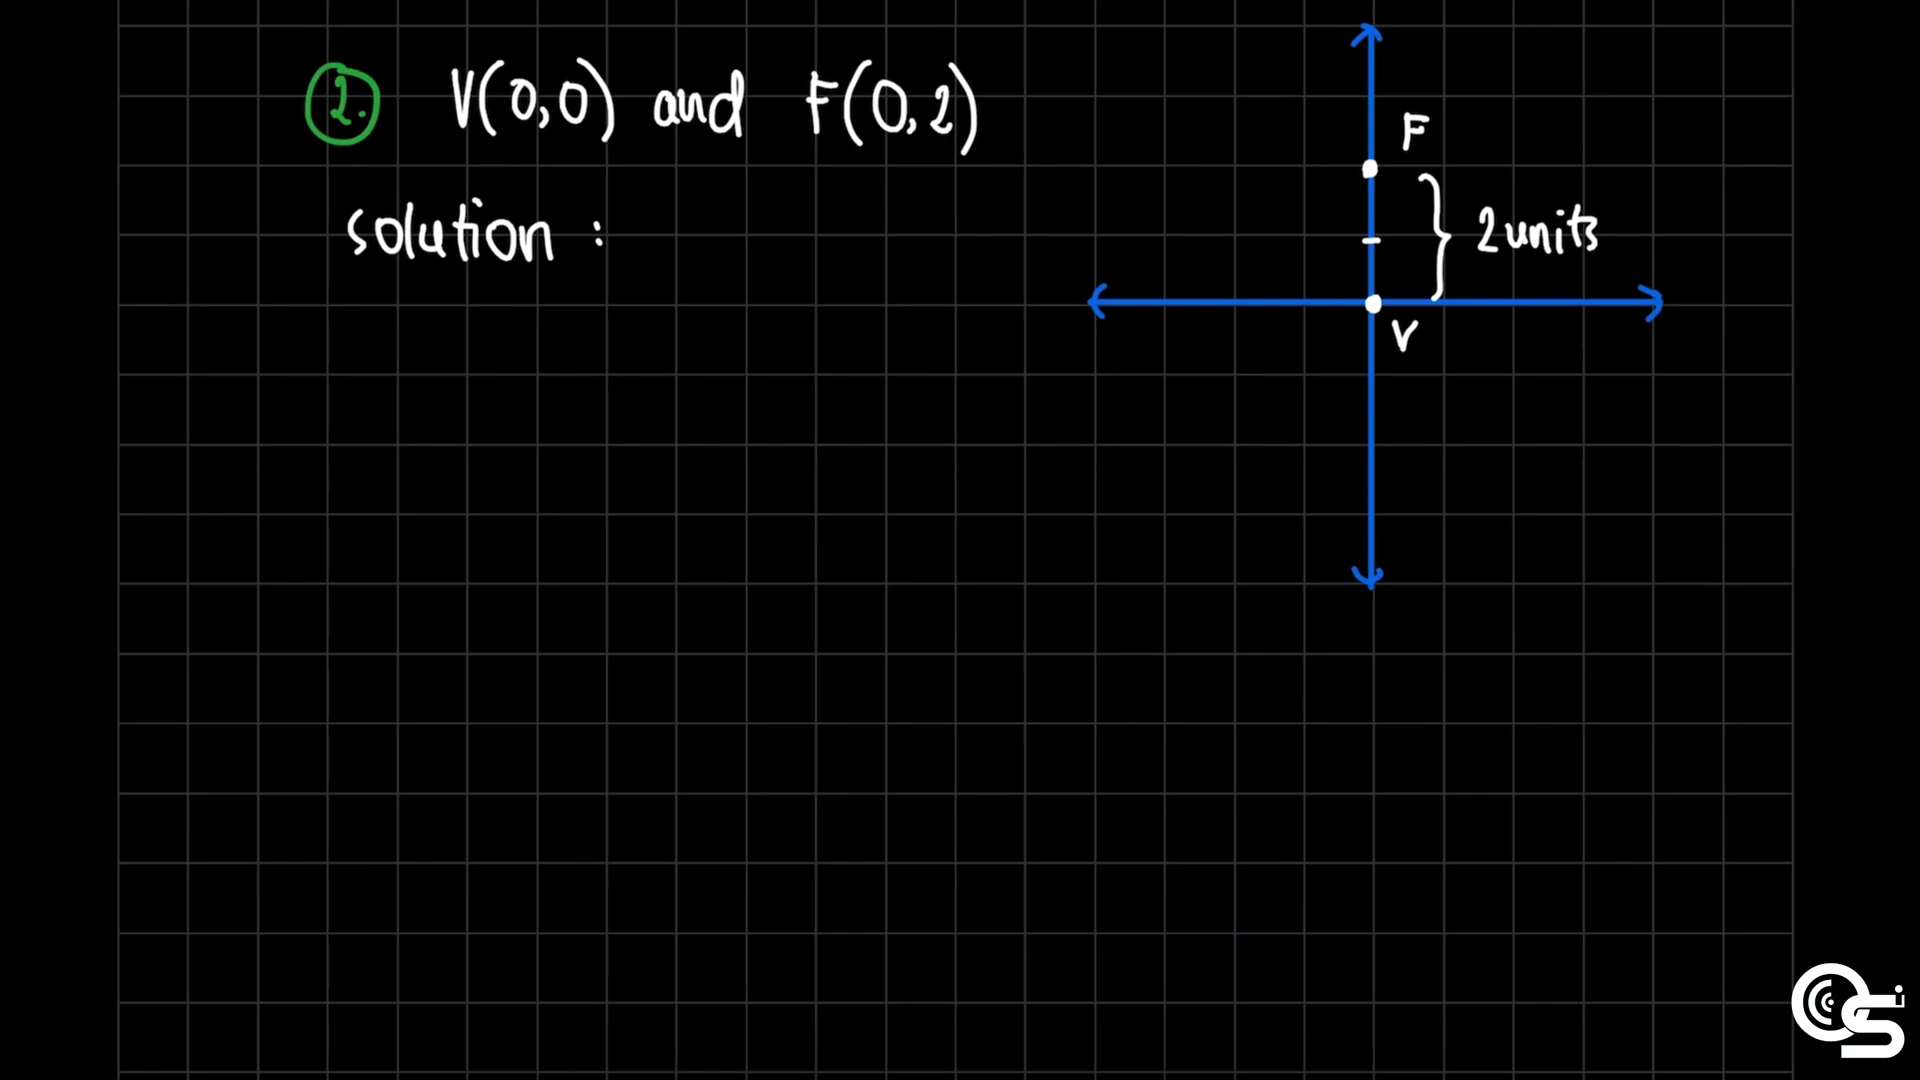 2. V(0,0) and F(0,2)
solution :
F
2 units
V